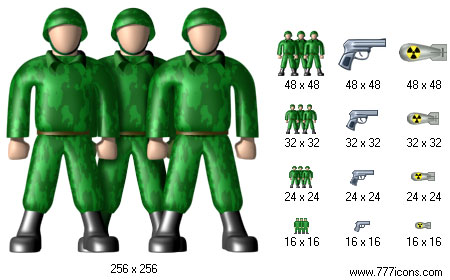 48 x 48 48 x 48 48 x 48
32 x 32 32 x 32 32 x 32
24 x 24 24 x 24 24 x 24
16 x 16 16 x 16 16 x 16
256 x 256
www.777icons.com